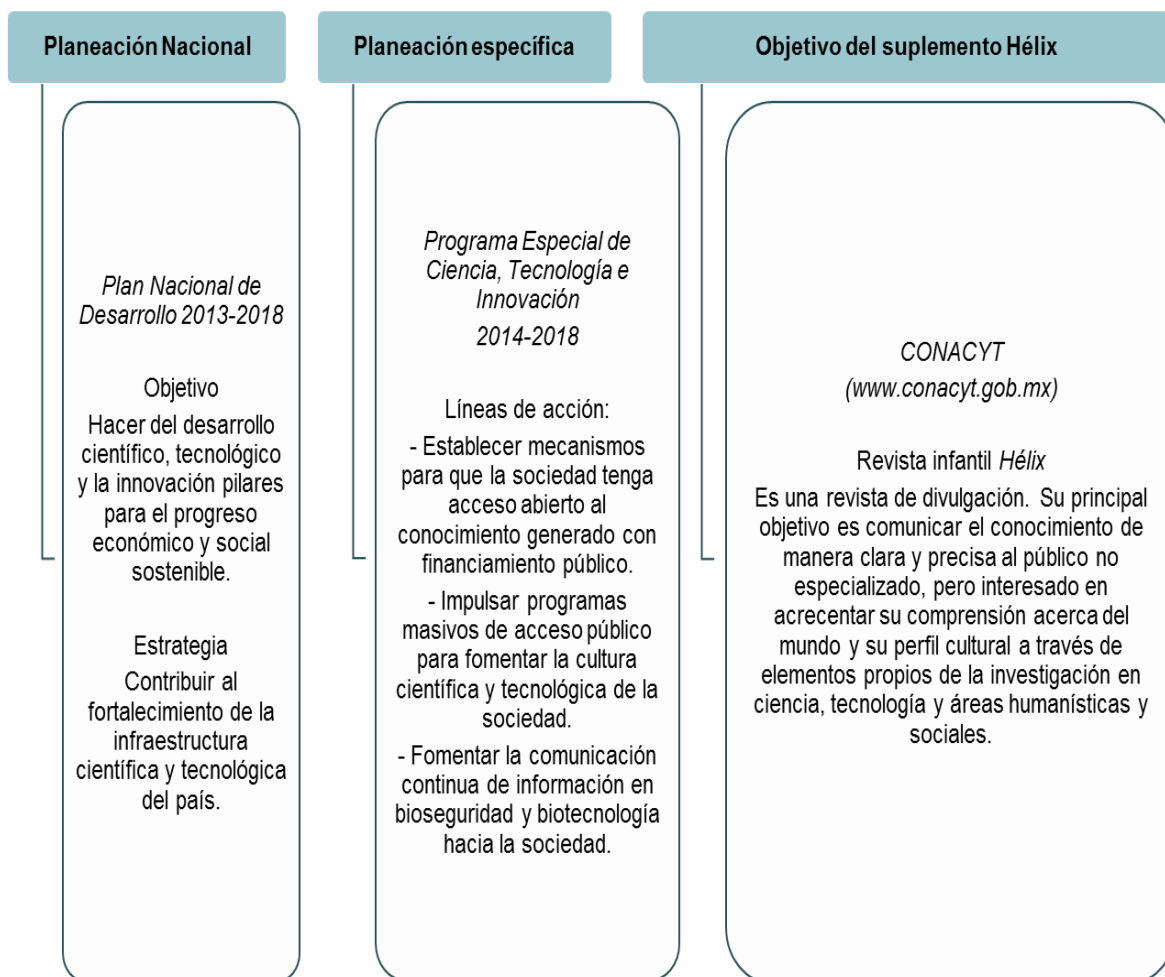 Planeación Nacional
Plan Nacional de
Desarrollo 2013-2018
Objetivo
Hacer del desarrollo
científico, tecnológico
y la innovación pilares
para el progreso
económico y social
sostenible.
Estrategia
Contribuir al
fortalecimiento de la
infraestructura
científica y tecnológica
del país.
Planeación específica
Programa Especial de
Ciencia, Tecnología e
Innovación
2014-2018
Líneas de acción:
- Establecer mecanismos
para que la sociedad tenga
acceso abierto al
conocimiento generado con
financiamiento público.
- Impulsar programas
masivos de acceso público
para fomentar la cultura
científica y tecnológica de la
sociedad.
- Fomentar la comunicación
continua de información en
bioseguridad y biotecnología
hacia la sociedad.
Objetivo del suplemento Hélix
CONACYT
(www.conacyt.gob.mx)
Revista infantil Hélix
Es una revista de divulgación. Su principal
objetivo es comunicar el conocimiento de
manera clara y precisa al público no
especializado, pero interesado en
acrecentar su comprensión acerca del
mundo y su perfil cultural a través de
elementos propios de la investigación en
ciencia, tecnología y áreas humanísticas y
sociales.